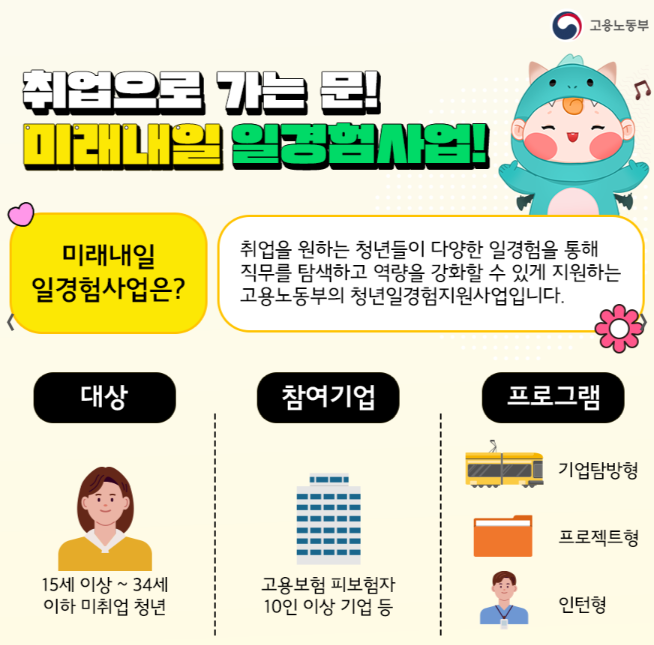 고용노동부
취업으로 가는 문!
미래내일 일경험사업!
미래내일
일경험사업은?
취업을 원하는 청년들이 다양한 일경험을 통해
직무를 탐색하고 역량을 강화할 수 있게 지원하는
고용노동부의 청년일경험지원사업입니다.
대상
15세 이상 ~ 34세
이하 미취업 청년
참여기업
고용보험 피보험자
10인 이상 기업 등
프로그램
기업탐방형
프로젝트형
인턴형